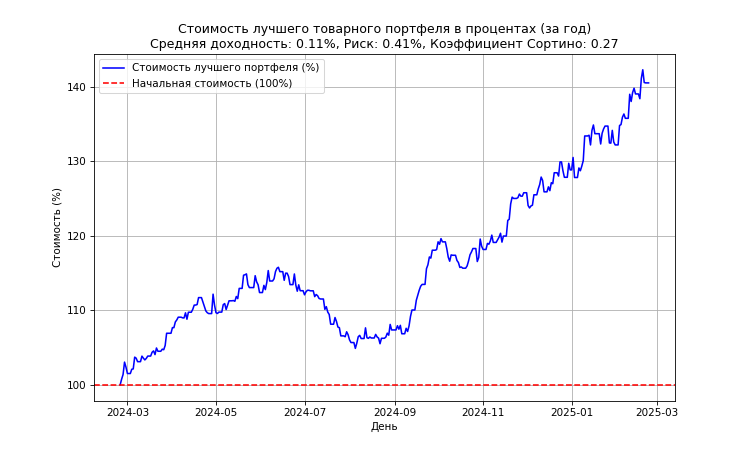 Стоимость лучшего товарного портфеля в процентах (за год)
Средняя доходность: 0.11%, Риск: 0.41%, Коэффициент Сортино: 0.27
Стоимость лучшего портфеля (%)
Начальная стоимость (100%)
Стоимость (%)
140
130
120
110
100
2024-03
2024-05
2024-07
2024-09
2024-11
2025-01
2025-03
День